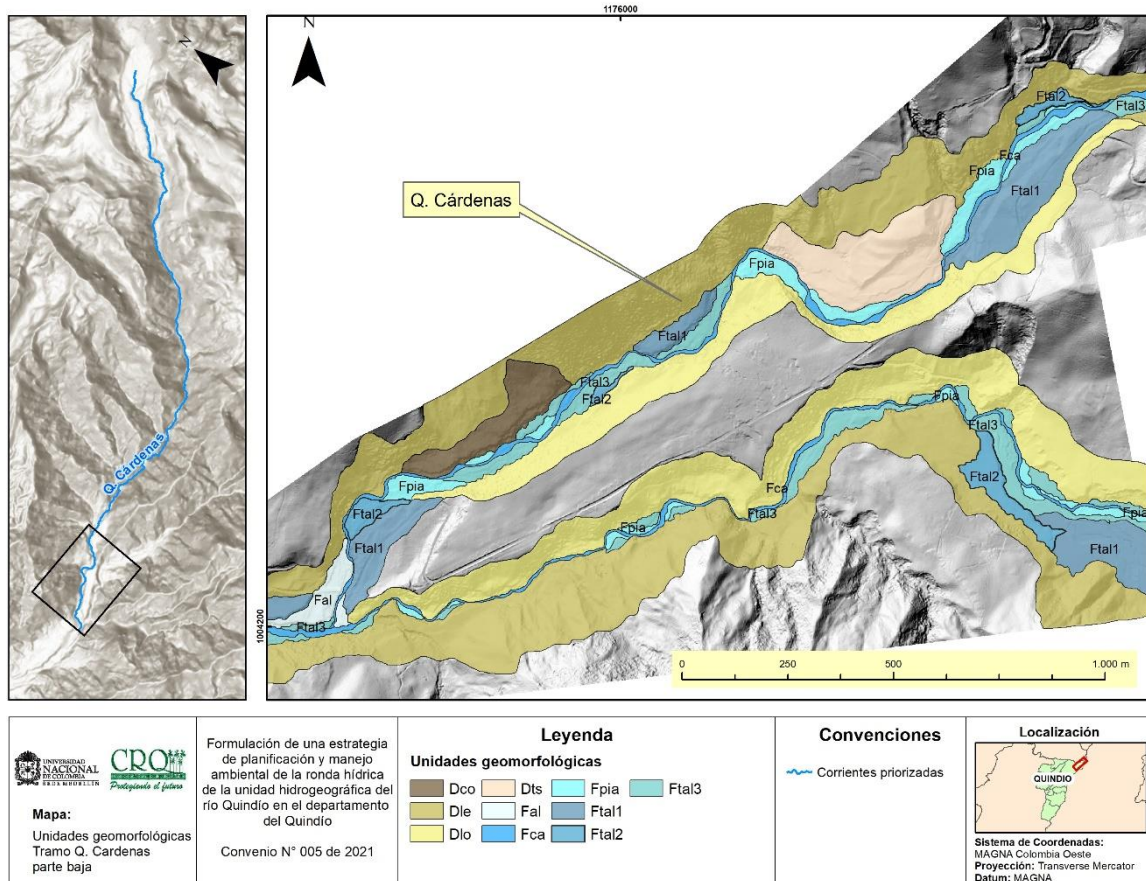 N
Q. Cárdenas
1176000
N
1004200
Q. Cárdenas
Ftal2
Ftal3
Fca
Fpia
Ftal1
Fpia
Ftal1
Ftal3
Ftal2
Fpia
Fpia
Ftal3
Ftal2
Ftal2
Ftal1
Fca
Fpia
Ftal3
Fpia
Ftal1
Fal
Ftal3
0 250 500 1.000 m
UNIVERSIDAD
NACIONAL
DE COLOMBIA
SEDE MEDELLÍN
CRQ
Protegiendo el futuro
Mapa:
Unidades geomorfológicas
Tramo Q. Cardenas
parte baja
Formulación de una estrategia
de planificación y manejo
ambiental de la ronda hídrica
de la unidad hidrogeográfica del
río Quindío en el departamento
del Quindío
Convenio N° 005 de 2021
Leyenda
Unidades geomorfológicas
Dco Dts Fpia Ftal3
Dle Fal Ftal1
Dlo Fca Ftal2
Convenciones
Corrientes priorizadas
Localización
QUINDIO
Sistema de Coordenadas:
MAGNA Colombia Oeste
Proyección: Transverse Mercator
Datum: MAGNA